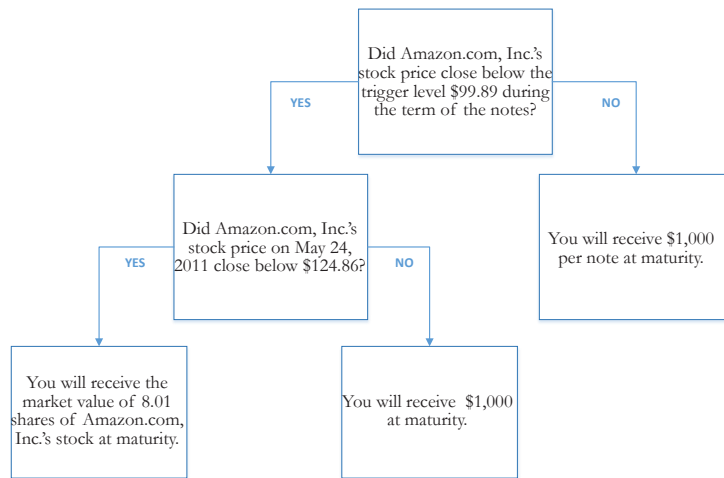 Did Amazon.com, Inc.'s
stock price close below the
trigger level $99.89 during
the term of the notes?
YES
NO
Did Amazon.com, Inc.'s
stock price on May 24,
2011 close below $124.86?
You will receive $1,000
per note at maturity.
YES
NO
You will receive the
market value of 8.01
shares of Amazon.com,
Inc.'s stock at maturity.
You will receive $1,000
at maturity.